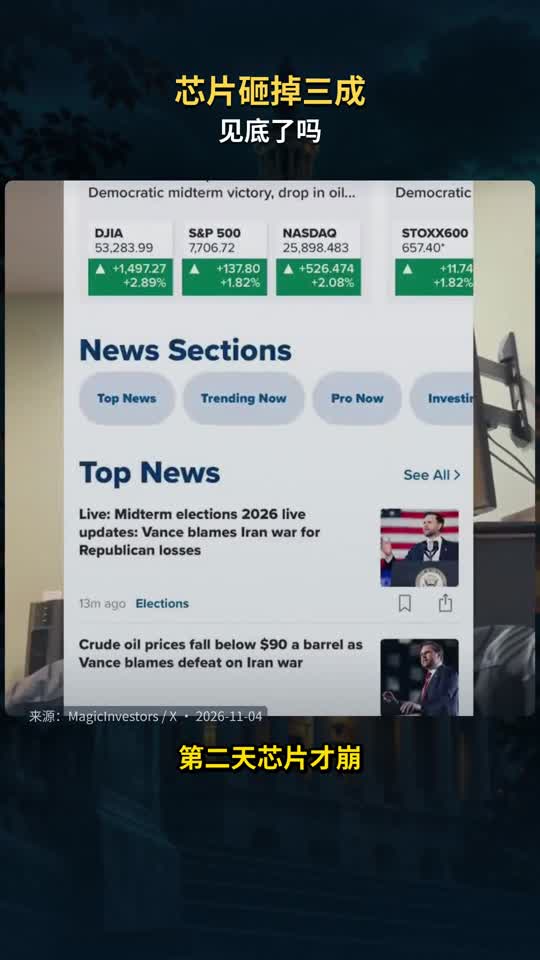 芯片砸掉三成
见底了吗
Democratic midterm victory, drop in oil...
Democratic
DJIA
53,283.99
▲ +1,497.27
+2.89%
S&P 500
7,706.72
▲ +137.80
+1.82%
NASDAQ
25,898.483
▲ +526.474
+2.08%
STOXX600
657.40*
▲ +11.74
+1.82%
News Sections
Top News
Trending Now
Pro Now
Investin
Top News
See All >
Live: Midterm elections 2026 live
updates: Vance blames Iran war for
Republican losses
13m ago Elections
Crude oil prices fall below $90 a barrel as
Vance blames defeat on Iran war
来源：MagicInvestors / X · 2026-11-04
第二天芯片才崩